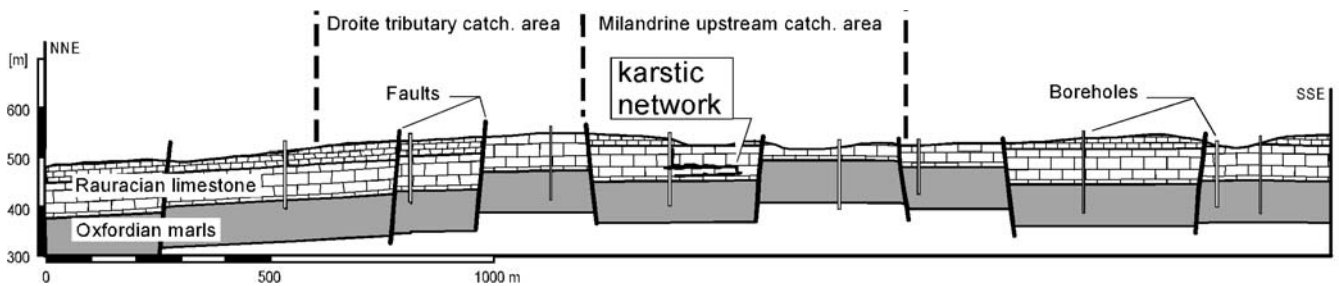 Droite tributary catch. area
Milandrine upstream catch. area
NNE
[m]
karstic
network
Faults
Boreholes
SSE
600
500
Rauracian limestone
400
Oxfordian marls
300
0
500
1000 m